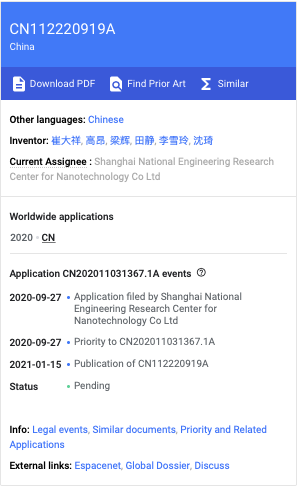 CN112220919A
China
Download PDF Find Prior Art Σ Similar
Other languages: Chinese
Inventor: 崔大祥, 高昂, 梁辉, 田静, 李雪玲, 沈琦
Current Assignee : Shanghai National Engineering Research
Center for Nanotechnology Co Ltd
Worldwide applications
2020 · CN
Application CN202011031367.1A events ?
2020-09-27 • Application filed by Shanghai National
Engineering Research Center for
Nanotechnology Co Ltd
2020-09-27 • Priority to CN202011031367.1A
2021-01-15 • Publication of CN112220919A
Status • Pending
Info: Legal events, Similar documents, Priority and Related
Applications
External links: Espacenet, Global Dossier, Discuss